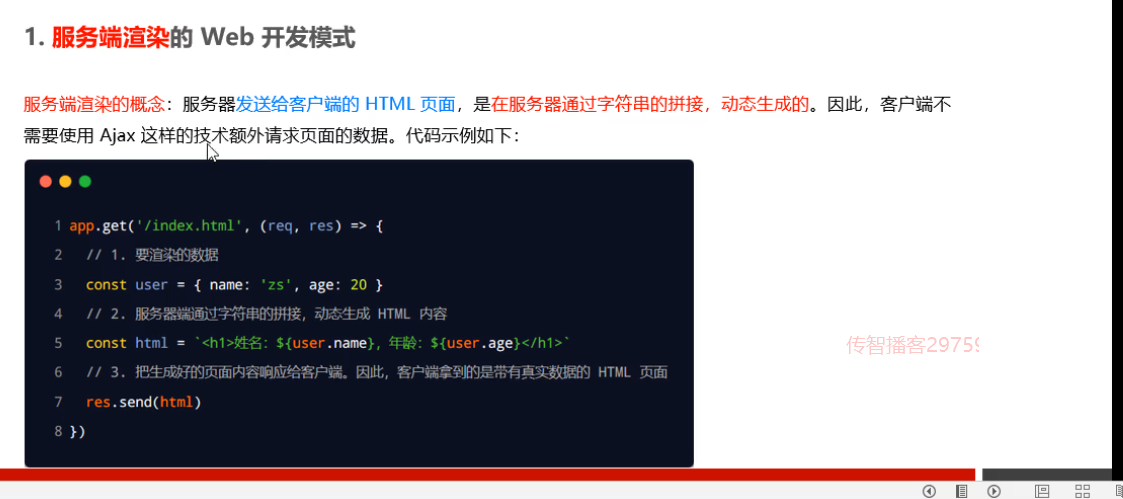 1. 服务端渲染的 Web 开发模式
服务端渲染的概念：服务器发送给客户端的 HTML 页面，是在服务器通过字符串的拼接，动态生成的。因此，客户端不
需要使用 Ajax 这样的技术额外请求页面的数据。代码示例如下：
1 app.get('/index.html', (req, res) => {
2 // 1. 要渲染的数据
3 const user = { name: 'zs', age: 20 }
4 // 2. 服务器端通过字符串的拼接，动态生成 HTML 内容
5 const html = `<h1>姓名：${user.name}，年龄：${user.age}</h1>`
6 // 3. 把生成好的页面内容响应给客户端。因此，客户端拿到的是带有真实数据的 HTML 页面
7 res.send(html)
8 })
传智播客29759